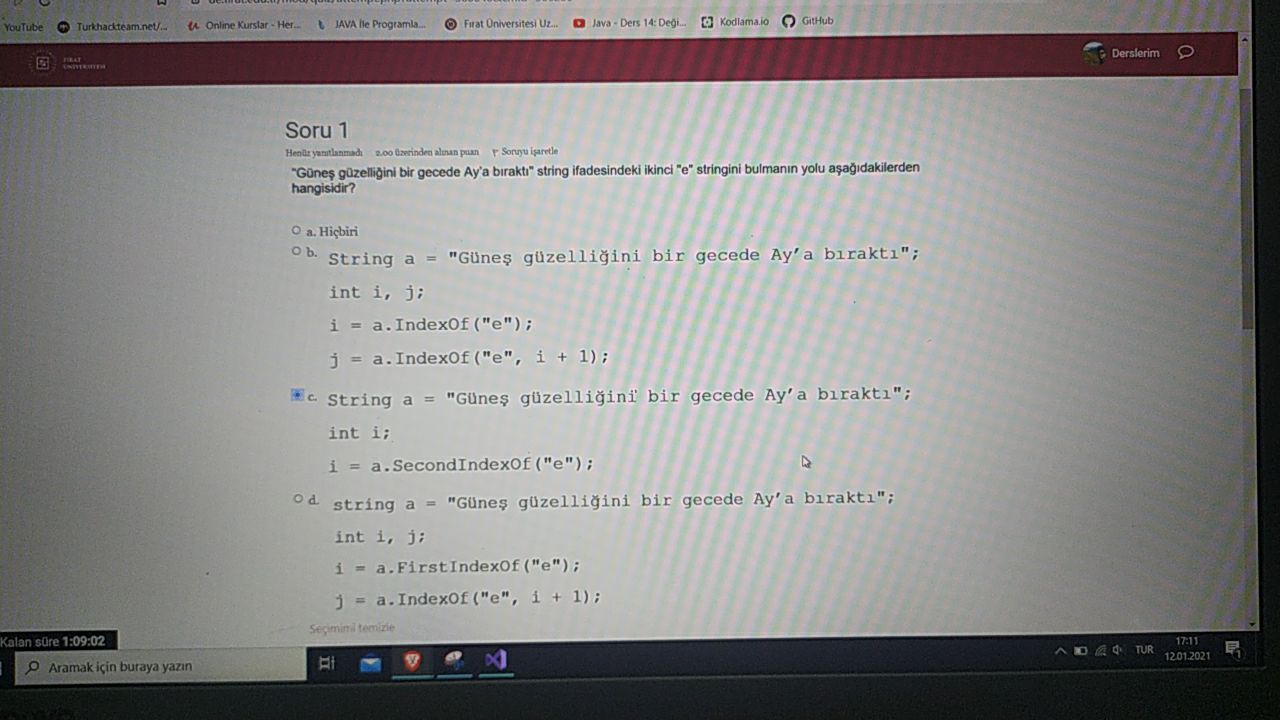 YouTube Turkhackteam.net/... Online Kurslar - Her... JAVA İle Programla... Fırat Üniversitesi Uz... Java - Ders 14: Deği... Kodlama.io GitHub
FIRAT
ÜNİVERSİTESİ
Derslerim
Soru 1
Henüz yanıtlanmadı 2.00 üzerinden alınan puan Soruyu işaretle
"Güneş güzelliğini bir gecede Ay'a bıraktı" string ifadesindeki ikinci "e" stringini bulmanın yolu aşağıdakilerden
hangisidir?
a. Hiçbiri
b. String a = "Güneş güzelliğini bir gecede Ay'a bıraktı";
int i, j;
i = a.IndexOf("e");
j = a.IndexOf("e", i + 1);
c. String a = "Güneş güzelliğini bir gecede Ay'a bıraktı";
int i;
i = a.SecondIndexOf("e");
d. string a = "Güneş güzelliğini bir gecede Ay'a bıraktı";
int i, j;
i = a.FirstIndexOf("e");
j = a.IndexOf("e", i + 1);
Seçimimi temizle
Kalan süre 1:09:02
Aramak için buraya yazın
TUR
17:11
12.01.2021
1